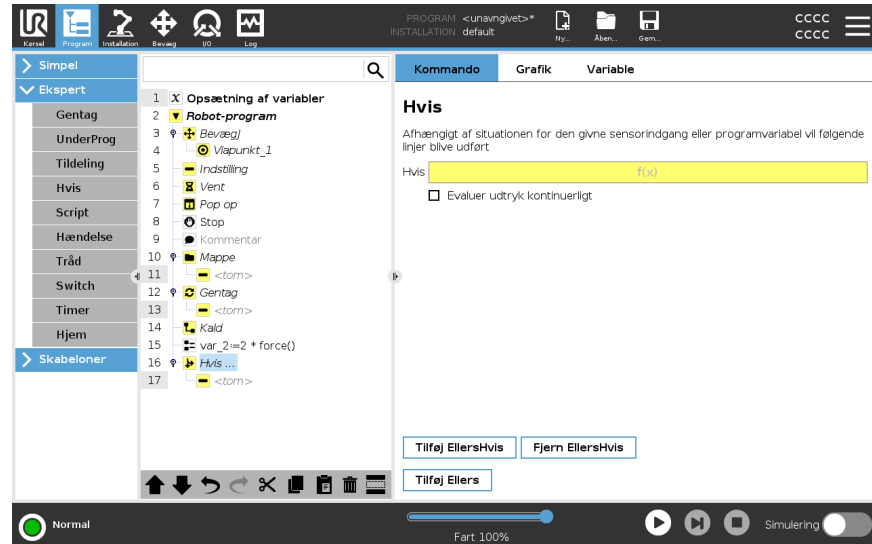 PROGRAM <unavngivet>*
INSTALLATION default
CCCC
CCCC
UR
Kørsel
Program
Installation
Bevæg
I/O
Log
Ny...
Åben...
Gem...
Simpel
Ekspert
Gentag
UnderProg
Tildeling
Hvis
Script
Hændelse
Tråd
Switch
Timer
Hjem
Skabeloner
1 X Opsætning af variabler
2 Robot-program
3 BevægJ
4 Viapunkt_1
5 Indstilling
6 Vent
7 Pop op
8 Stop
9 Kommentar
10 Mappe
11 <tom>
12 Gentag
13 <tom>
14 Kald
15 var_2:=2 * force()
16 Hvis ...
17 <tom>
Kommando Grafik Variable
Hvis
Afhængigt af situationen for den givne sensorindgang eller programvariabel vil følgende
linjer blive udført
Hvis f(x)
Evaluer udtryk kontinuerligt
Tilføj EllersHvis Fjern EllersHvis
Tilføj Ellers
Normal
Fart 100%
Simulering